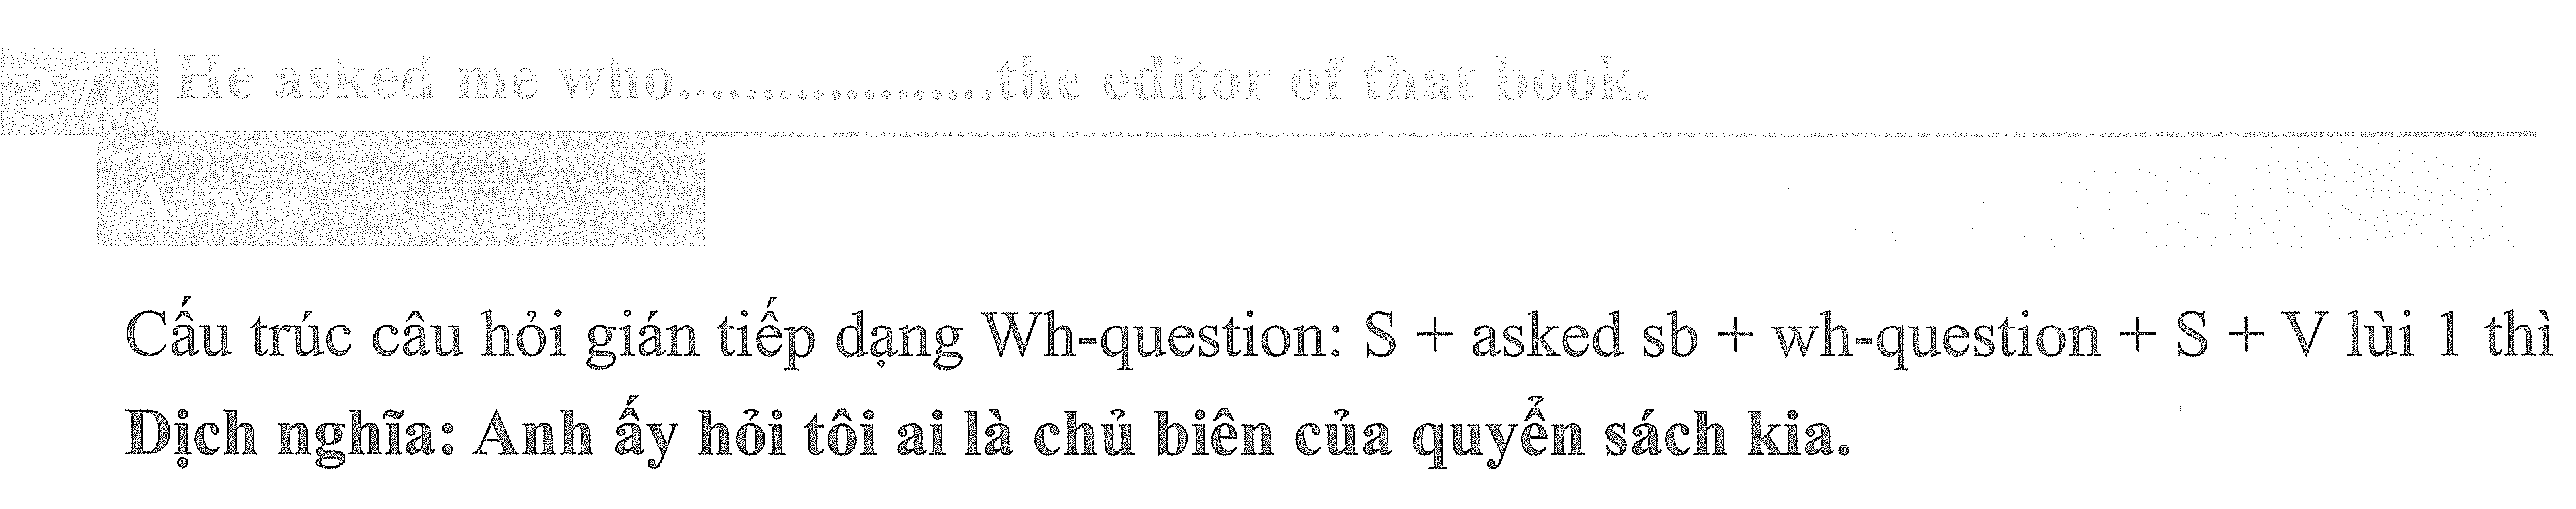 27 He asked me who...................the editor of that book.
A. was
Cấu trúc câu hỏi gián tiếp dạng Wh-question: S + asked sb + wh-question + S + V lùi 1 thì
Dịch nghĩa: Anh ấy hỏi tôi ai là chủ biên của quyển sách kia.